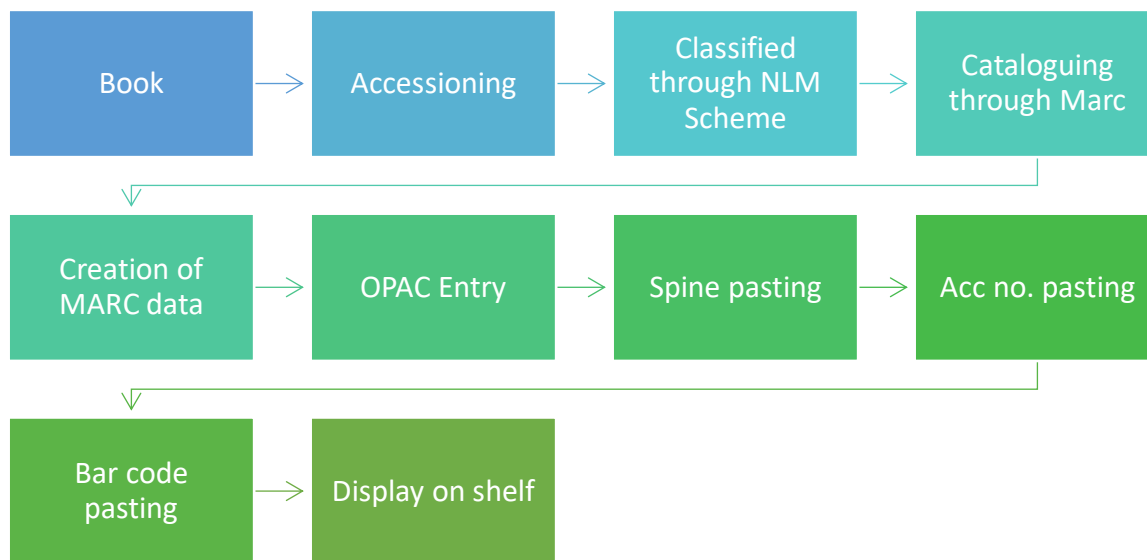 Book
Accessioning
Classified
through NLM
Scheme
Cataloguing
through Marc
Creation of
MARC data
OPAC Entry
Spine pasting
Acc no. pasting
Bar code
pasting
Display on shelf